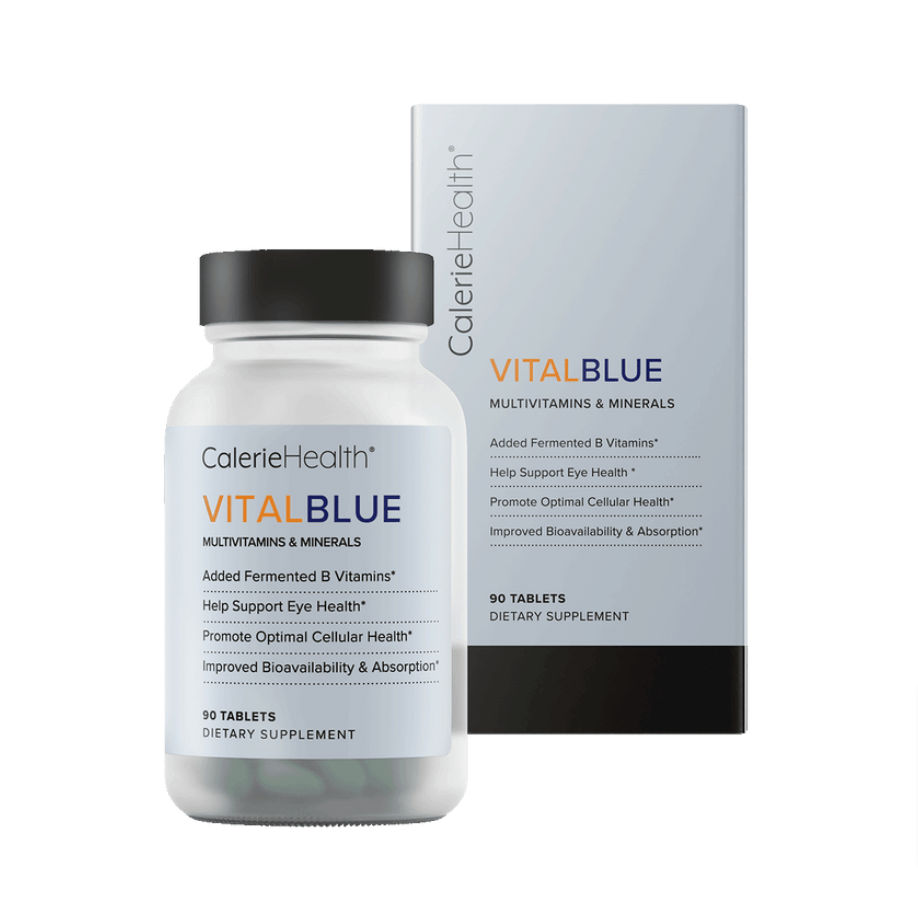 CalerieHealth®
VITALBLUE
MULTIVITAMINS & MINERALS
Added Fermented B Vitamins*
Help Support Eye Health*
Promote Optimal Cellular Health*
Improved Bioavailability & Absorption*
90 TABLETS
DIETARY SUPPLEMENT
CalerieHealth®
VITALBLUE
MULTIVITAMINS & MINERALS
Added Fermented B Vitamins*
Help Support Eye Health *
Promote Optimal Cellular Health*
Improved Bioavailability & Absorption*
90 TABLETS
DIETARY SUPPLEMENT